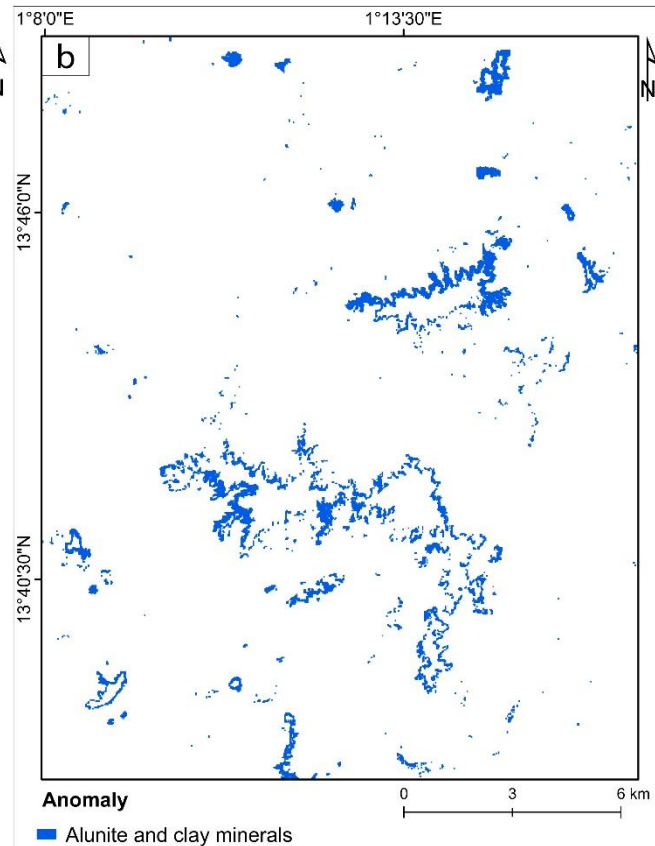 1°8'0"E 1°13'30"E
b
N N
13°46'0"N
13°40'30"N
Anomaly
0 3 6 km
Alunite and clay minerals